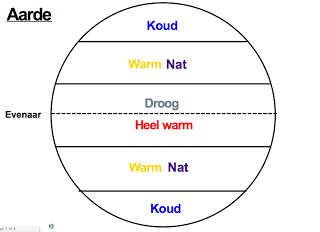 Aarde
Koud
Warm Nat
Droog
Evenaar
Heel warm
Warm Nat
Koud